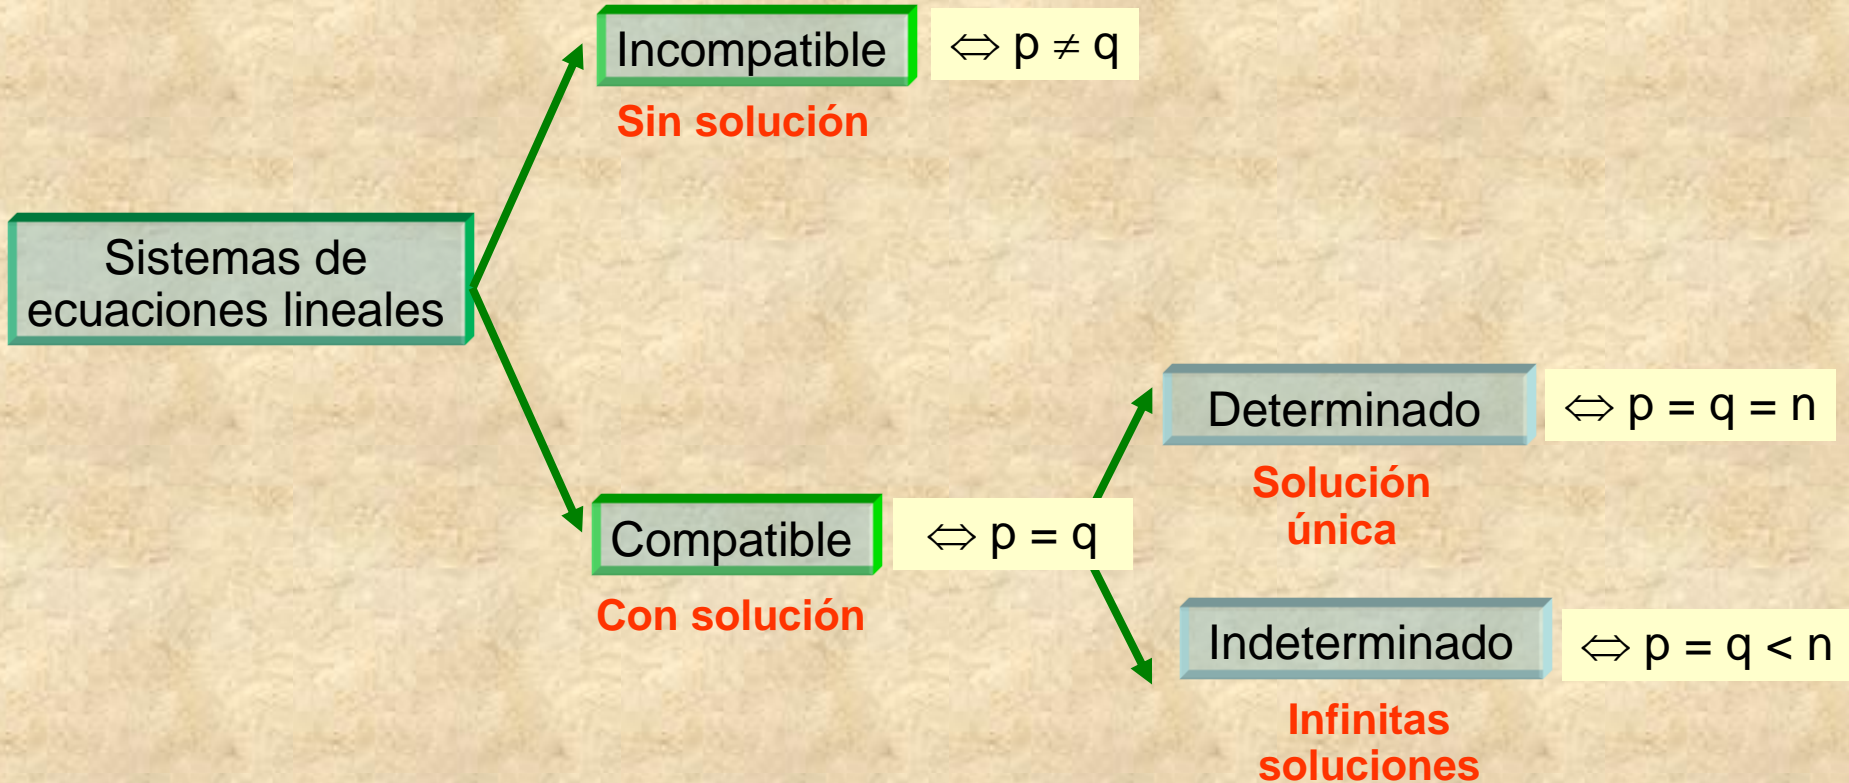 Incompatible ⇔ p ≠ q
Sin solución
Sistemas de
ecuaciones lineales
Determinado ⇔ p = q = n
Solución
única
Compatible ⇔ p = q
Con solución
Indeterminado ⇔ p = q < n
Infinitas
soluciones